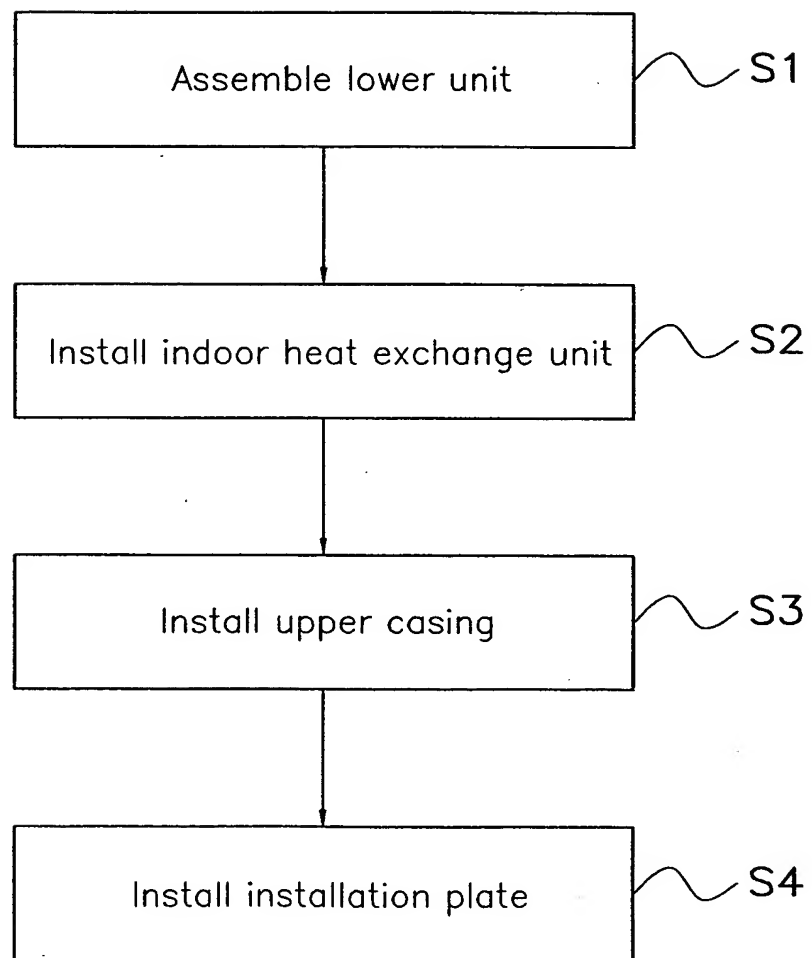 Assemble lower unit S1
Install indoor heat exchange unit S2
Install upper casing S3
Install installation plate S4